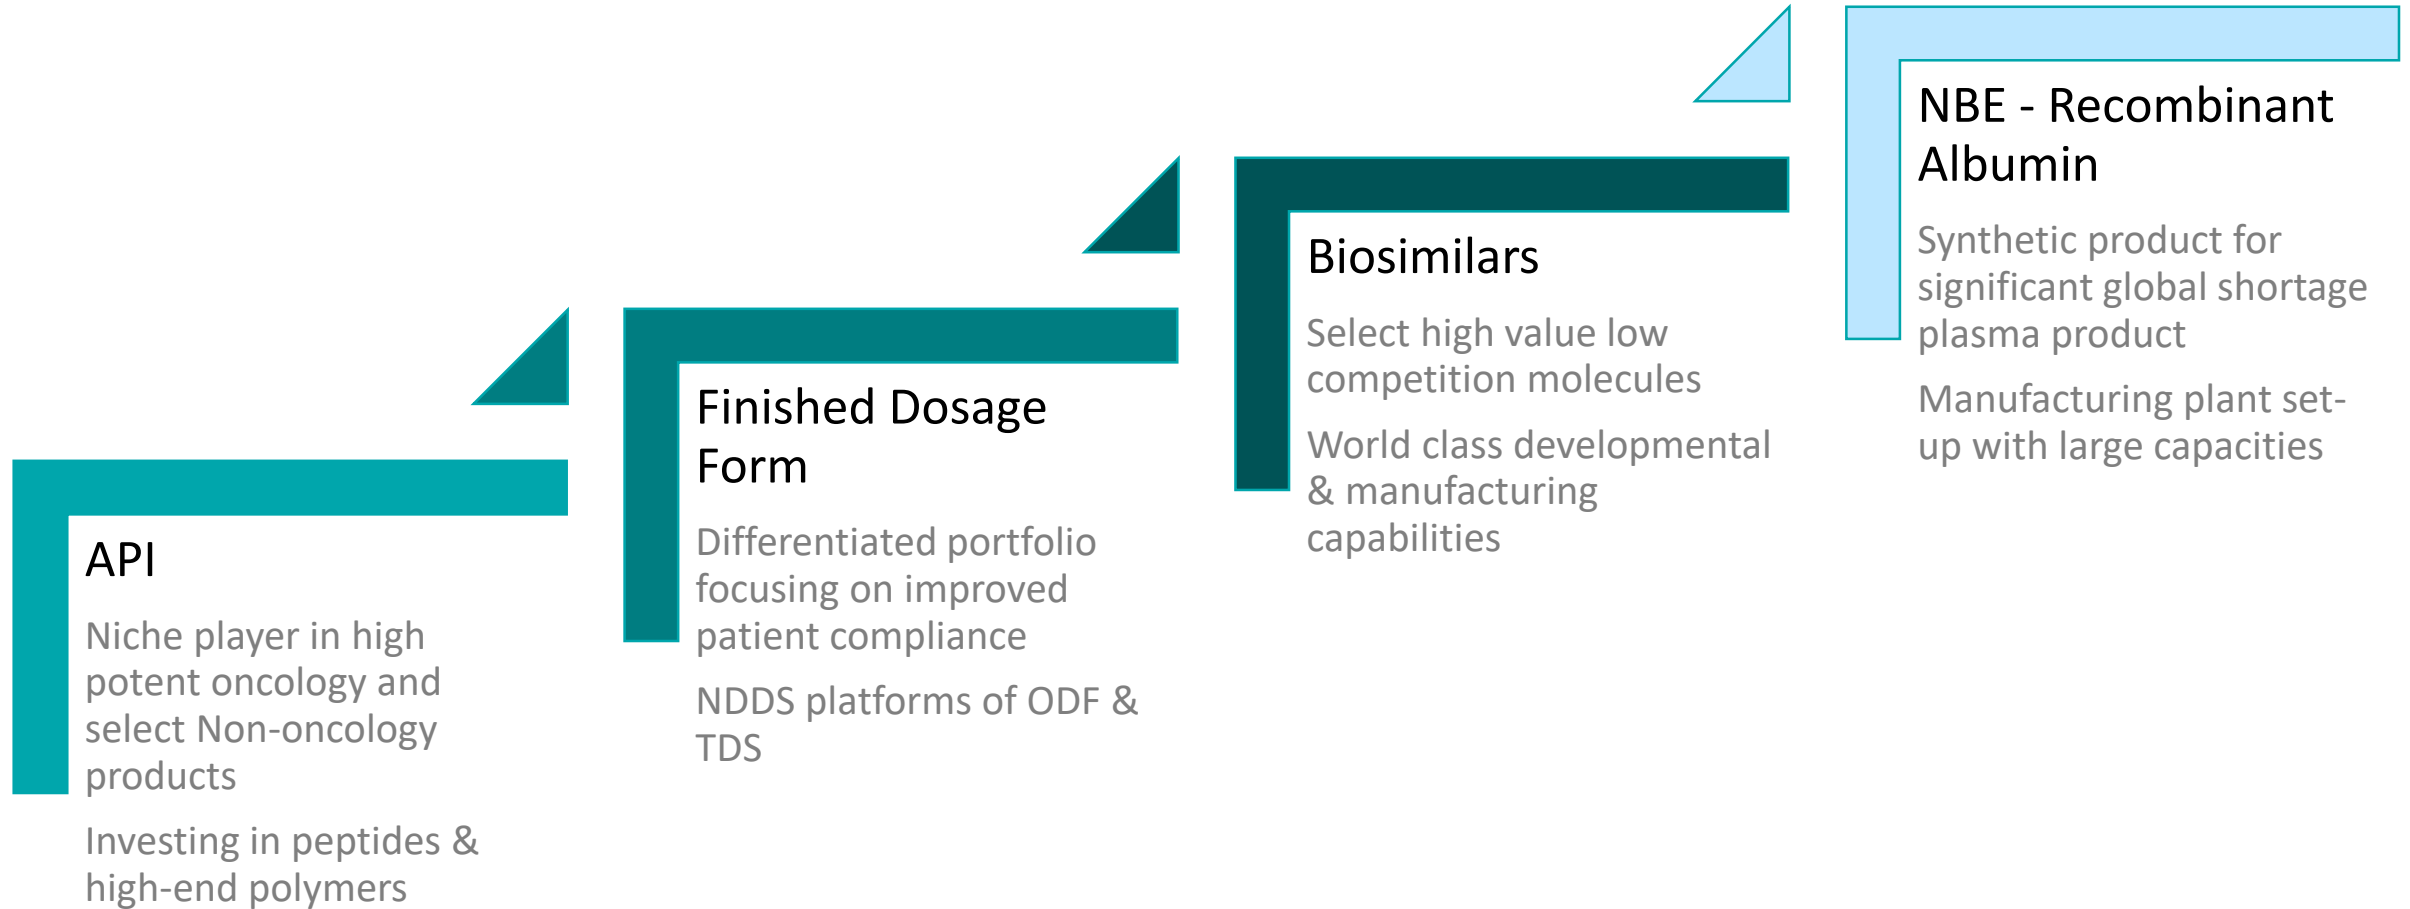 API
Niche player in high
potent oncology and
select Non-oncology
products
Investing in peptides &
high-end polymers
Finished Dosage
Form
Differentiated portfolio
focusing on improved
patient compliance
NDDS platforms of ODF &
TDS
Biosimilars
Select high value low
competition molecules
World class developmental
& manufacturing
capabilities
NBE - Recombinant
Albumin
Synthetic product for
significant global shortage
plasma product
Manufacturing plant set-
up with large capacities